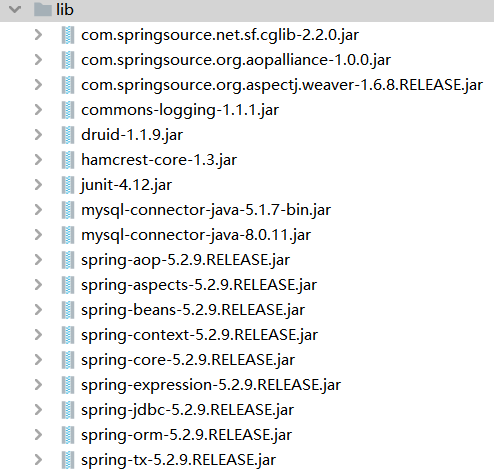 lib
com.springsource.net.sf.cglib-2.2.0.jar
com.springsource.org.aopalliance-1.0.0.jar
com.springsource.org.aspectj.weaver-1.6.8.RELEASE.jar
commons-logging-1.1.1.jar
druid-1.1.9.jar
hamcrest-core-1.3.jar
junit-4.12.jar
mysql-connector-java-5.1.7-bin.jar
mysql-connector-java-8.0.11.jar
spring-aop-5.2.9.RELEASE.jar
spring-aspects-5.2.9.RELEASE.jar
spring-beans-5.2.9.RELEASE.jar
spring-context-5.2.9.RELEASE.jar
spring-core-5.2.9.RELEASE.jar
spring-expression-5.2.9.RELEASE.jar
spring-jdbc-5.2.9.RELEASE.jar
spring-orm-5.2.9.RELEASE.jar
spring-tx-5.2.9.RELEASE.jar